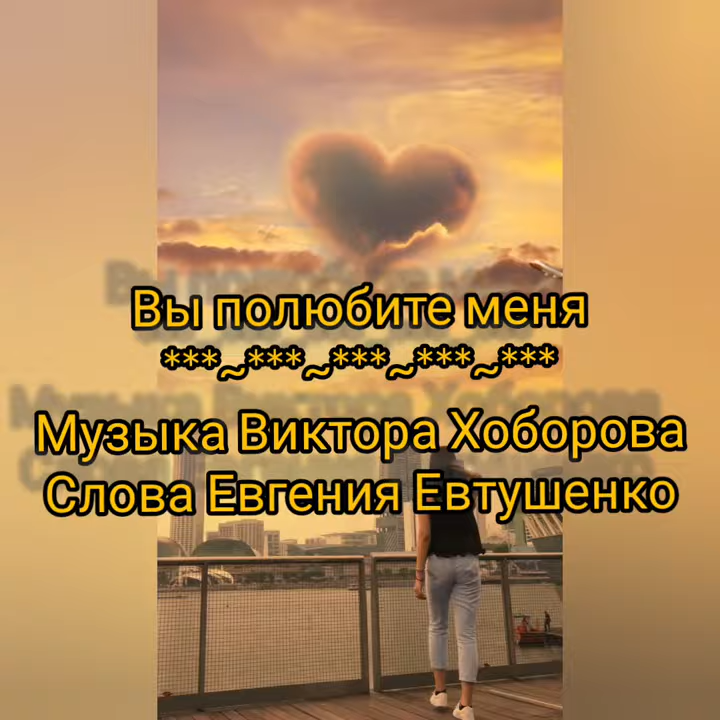 Вы полюбите меня
***~***~***~***~***
Музыка Виктора Хоборова
Слова Евгения Евтушенко